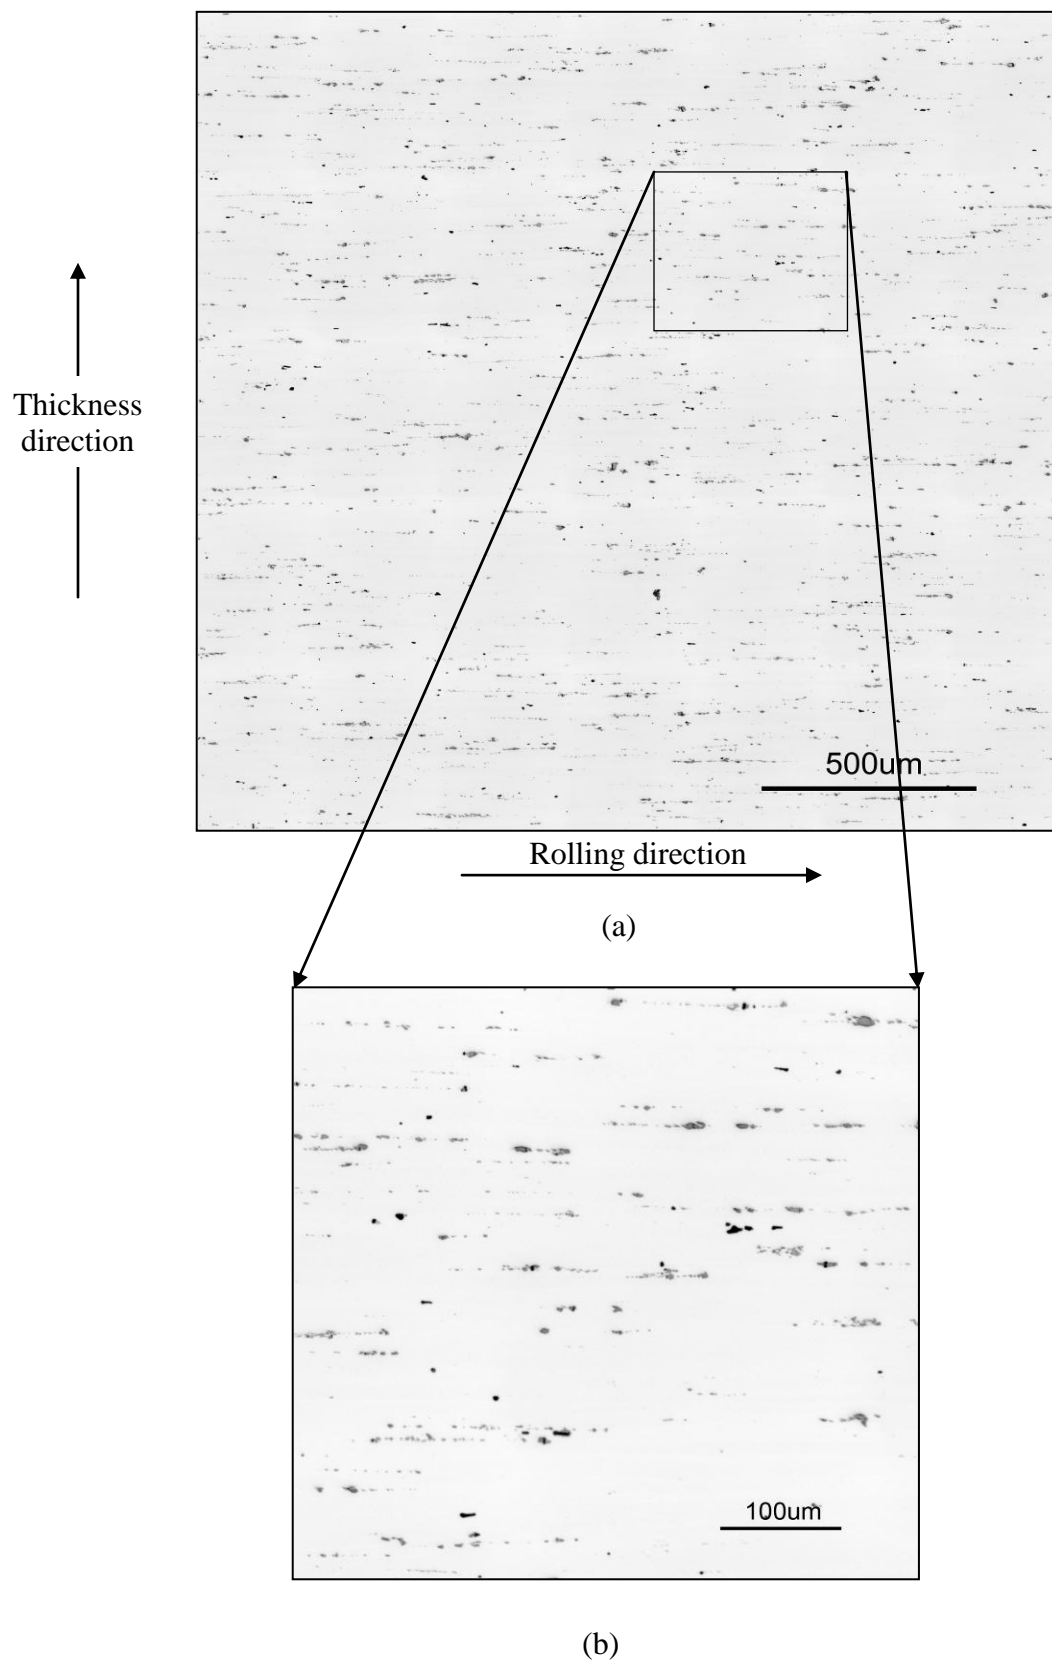 Thickness
direction
500um
Rolling direction
(a)
100um
(b)